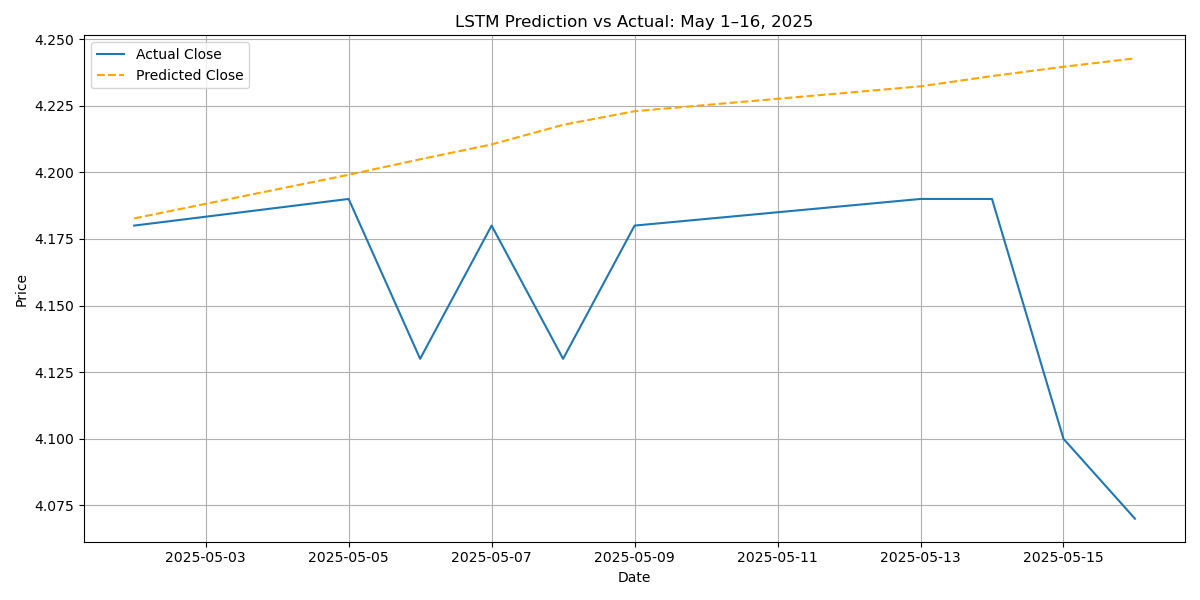 LSTM Prediction vs Actual: May 1–16, 2025
Actual Close
Predicted Close
Price
4.250
4.225
4.200
4.175
4.150
4.125
4.100
4.075
2025-05-03 2025-05-05 2025-05-07 2025-05-09 2025-05-11 2025-05-13 2025-05-15
Date